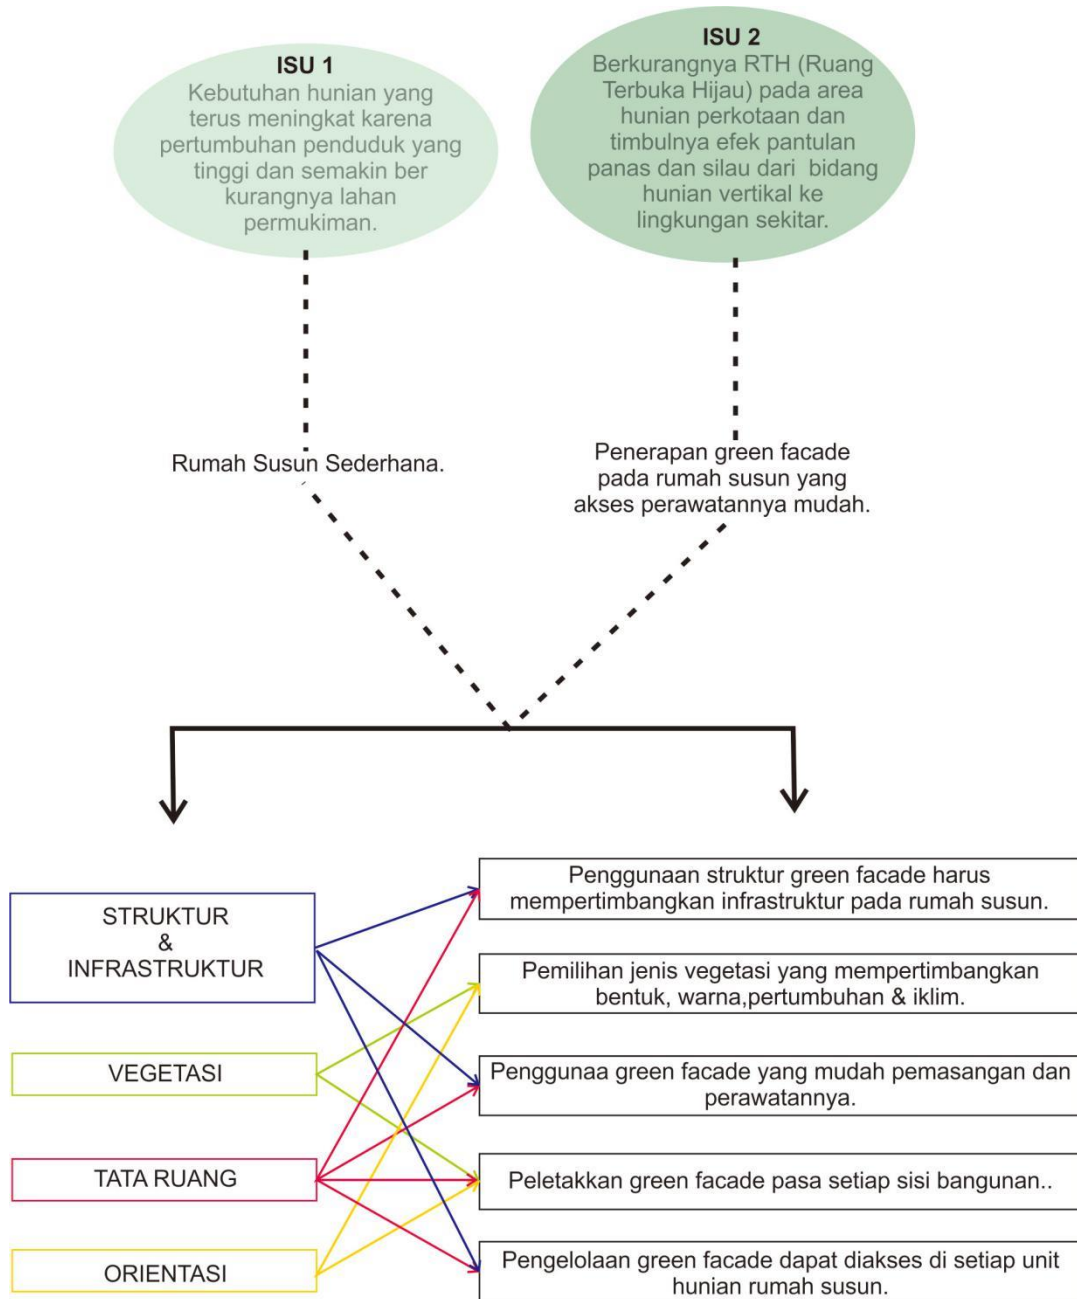 ISU 1
Kebutuhan hunian yang
terus meningkat karena
pertumbuhan penduduk yang
tinggi dan semakin ber
kurangnya lahan
permukiman.
ISU 2
Berkurangnya RTH (Ruang
Terbuka Hijau) pada area
hunian perkotaan dan
timbulnya efek pantulan
panas dan silau dari bidang
hunian vertikal ke
lingkungan sekitar.
Rumah Susun Sederhana.
Penerapan green facade
pada rumah susun yang
akses perawatannya mudah.
STRUKTUR
&
INFRASTRUKTUR
VEGETASI
TATA RUANG
ORIENTASI
Penggunaan struktur green facade harus
mempertimbangkan infrastruktur pada rumah susun.
Pemilihan jenis vegetasi yang mempertimbangkan
bentuk, warna,pertumbuhan & iklim.
Penggunaa green facade yang mudah pemasangan dan
perawatannya.
Peletakkan green facade pasa setiap sisi bangunan..
Pengelolaan green facade dapat diakses di setiap unit
hunian rumah susun.